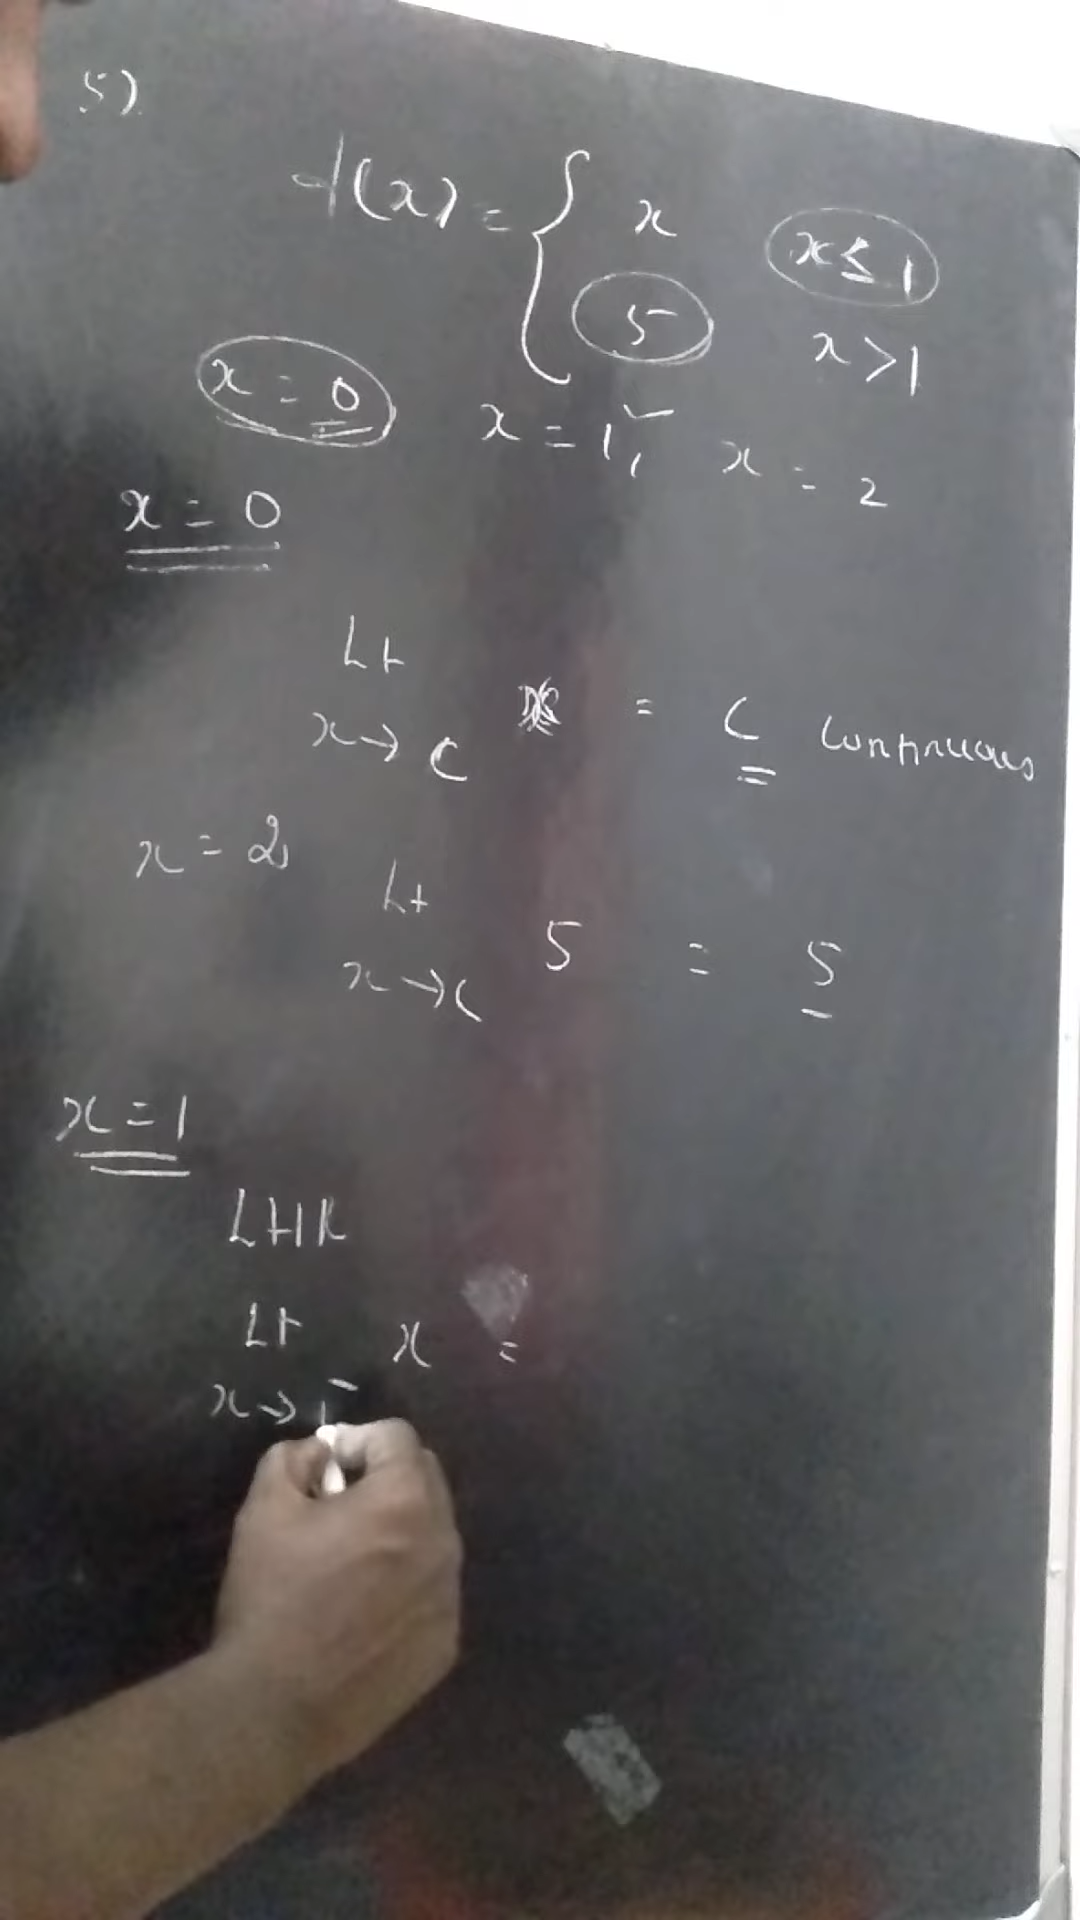 5).
f(x) = { x x ≤ 1
5 x > 1
x = 0 x = 1, x = 2
x = 0
Lt
x → c = c continuous
x = 2
Lt
x → c 5 = 5
x = 1
LHL
Lt x =
x → 1⁻